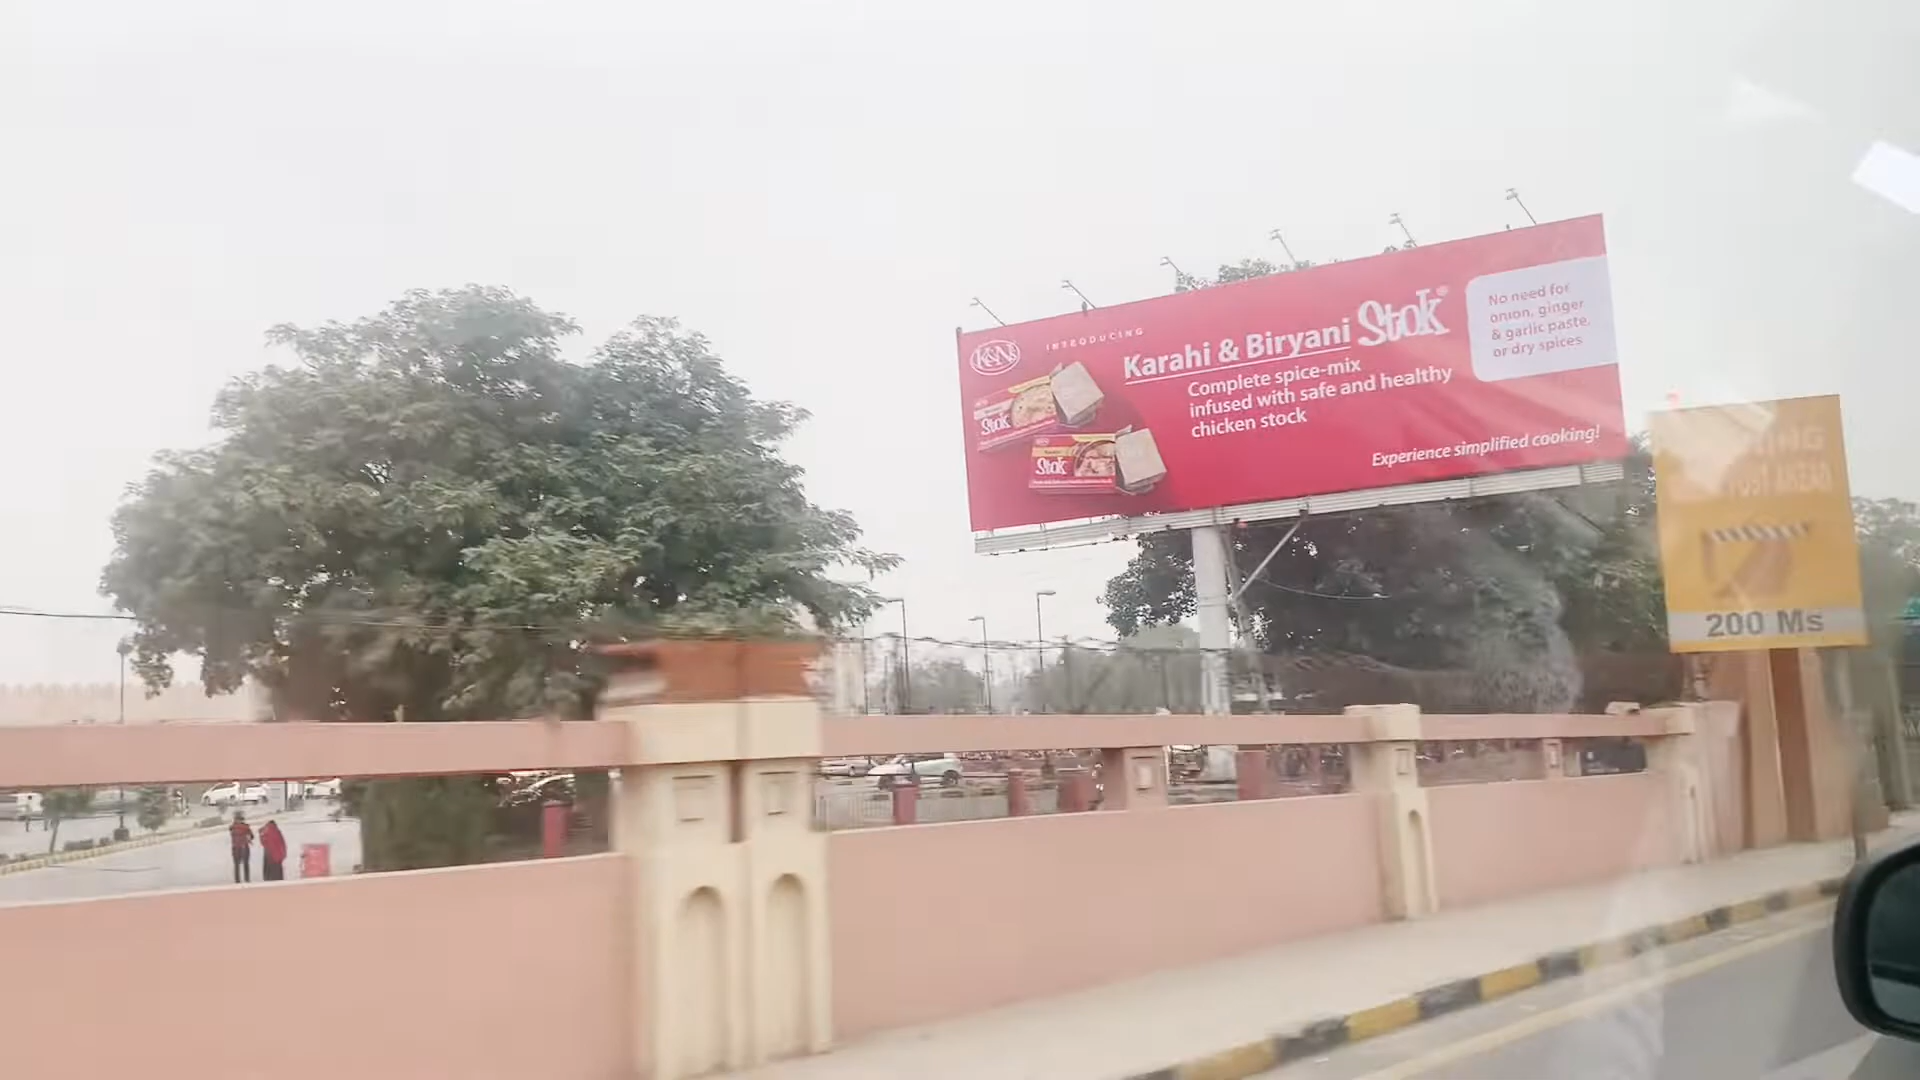 K&N's
INTRODUCING
Karahi & Biryani Stok®
Complete spice-mix
infused with safe and healthy
chicken stock
No need for
onion, ginger
& garlic paste,
or dry spices
Experience simplified cooking!
Stok
Stok
200 Ms